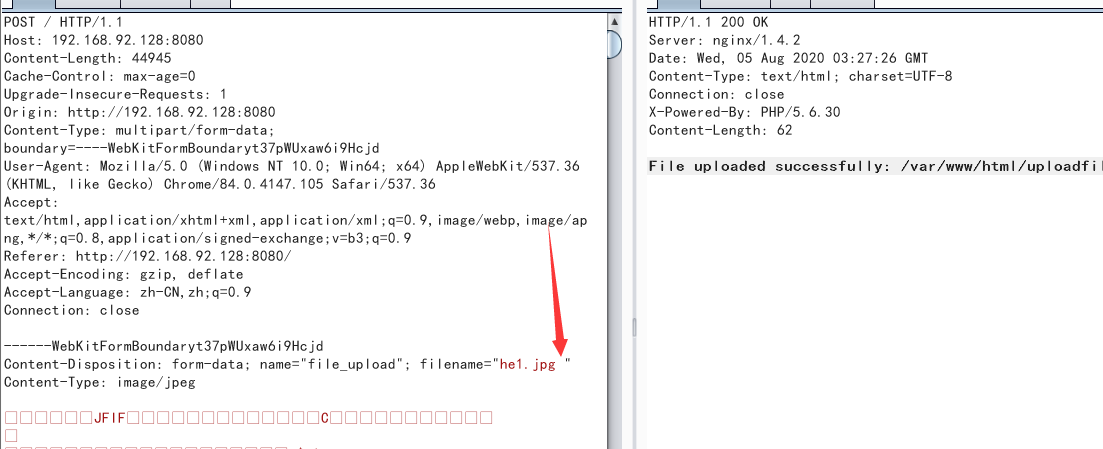 POST / HTTP/1.1
Host: 192.168.92.128:8080
Content-Length: 44945
Cache-Control: max-age=0
Upgrade-Insecure-Requests: 1
Origin: http://192.168.92.128:8080
Content-Type: multipart/form-data;
boundary=----WebKitFormBoundaryt37pWUxaw6i9Hcjd
User-Agent: Mozilla/5.0 (Windows NT 10.0; Win64; x64) AppleWebKit/537.36
(KHTML, like Gecko) Chrome/84.0.4147.105 Safari/537.36
Accept:
text/html,application/xhtml+xml,application/xml;q=0.9,image/webp,image/ap
ng,*/*;q=0.8,application/signed-exchange;v=b3;q=0.9
Referer: http://192.168.92.128:8080/
Accept-Encoding: gzip, deflate
Accept-Language: zh-CN,zh;q=0.9
Connection: close
------WebKitFormBoundaryt37pWUxaw6i9Hcjd
Content-Disposition: form-data; name="file_upload"; filename="he1.jpg "
Content-Type: image/jpeg
JFIF C
HTTP/1.1 200 OK
Server: nginx/1.4.2
Date: Wed, 05 Aug 2020 03:27:26 GMT
Content-Type: text/html; charset=UTF-8
Connection: close
X-Powered-By: PHP/5.6.30
Content-Length: 62
File uploaded successfully: /var/www/html/uploadfil